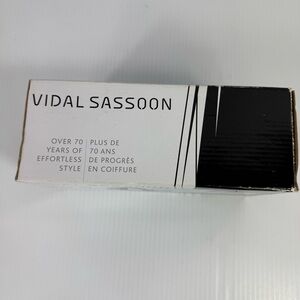 VIDAL SASSOON
OVER 70
YEARS OF
EFFORTLESS
STYLE
PLUS DE
70 ANS
DE PROGRÈS
EN COIFFURE